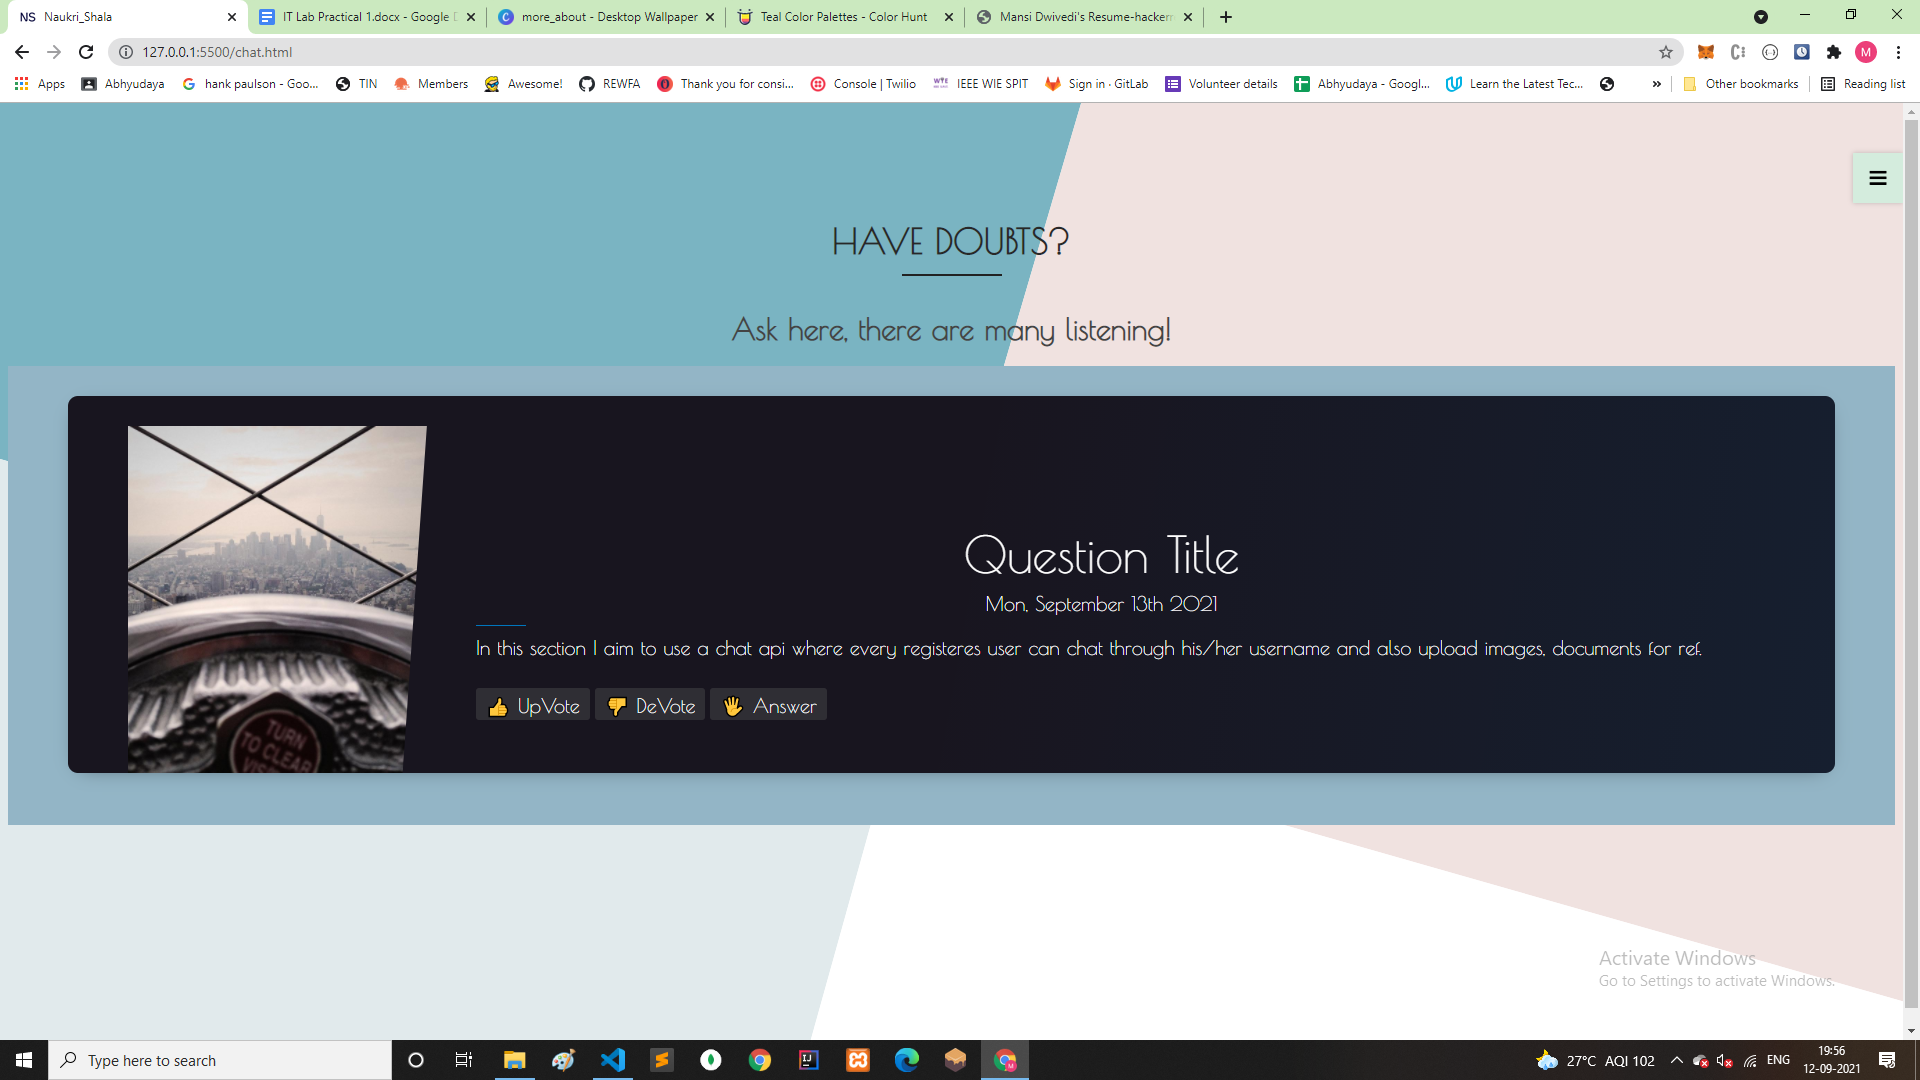 NS Naukri_Shala
IT Lab Practical 1.docx - Google D
more_about - Desktop Wallpaper
Teal Color Palettes - Color Hunt
Mansi Dwivedi's Resume-hackerr
127.0.0.1:5500/chat.html
M
Apps
Abhyudaya
hank paulson - Goo...
TIN
Members
Awesome!
REWFA
Thank you for consi...
Console | Twilio
IEEE WIE SPIT
Sign in · GitLab
Volunteer details
Abhyudaya - Googl...
Learn the Latest Tec...
»
Other bookmarks
Reading list
HAVE DOUBTS?
Ask here, there are many listening!
TURN
TO CLEAR
Question Title
Mon, September 13th 2021
In this section I aim to use a chat api where every registeres user can chat through his/her username and also upload images, documents for ref.
👍 UpVote
👎 DeVote
🖐 Answer
Activate Windows
Go to Settings to activate Windows.
Type here to search
27°C AQI 102
ENG
19:56
12-09-2021